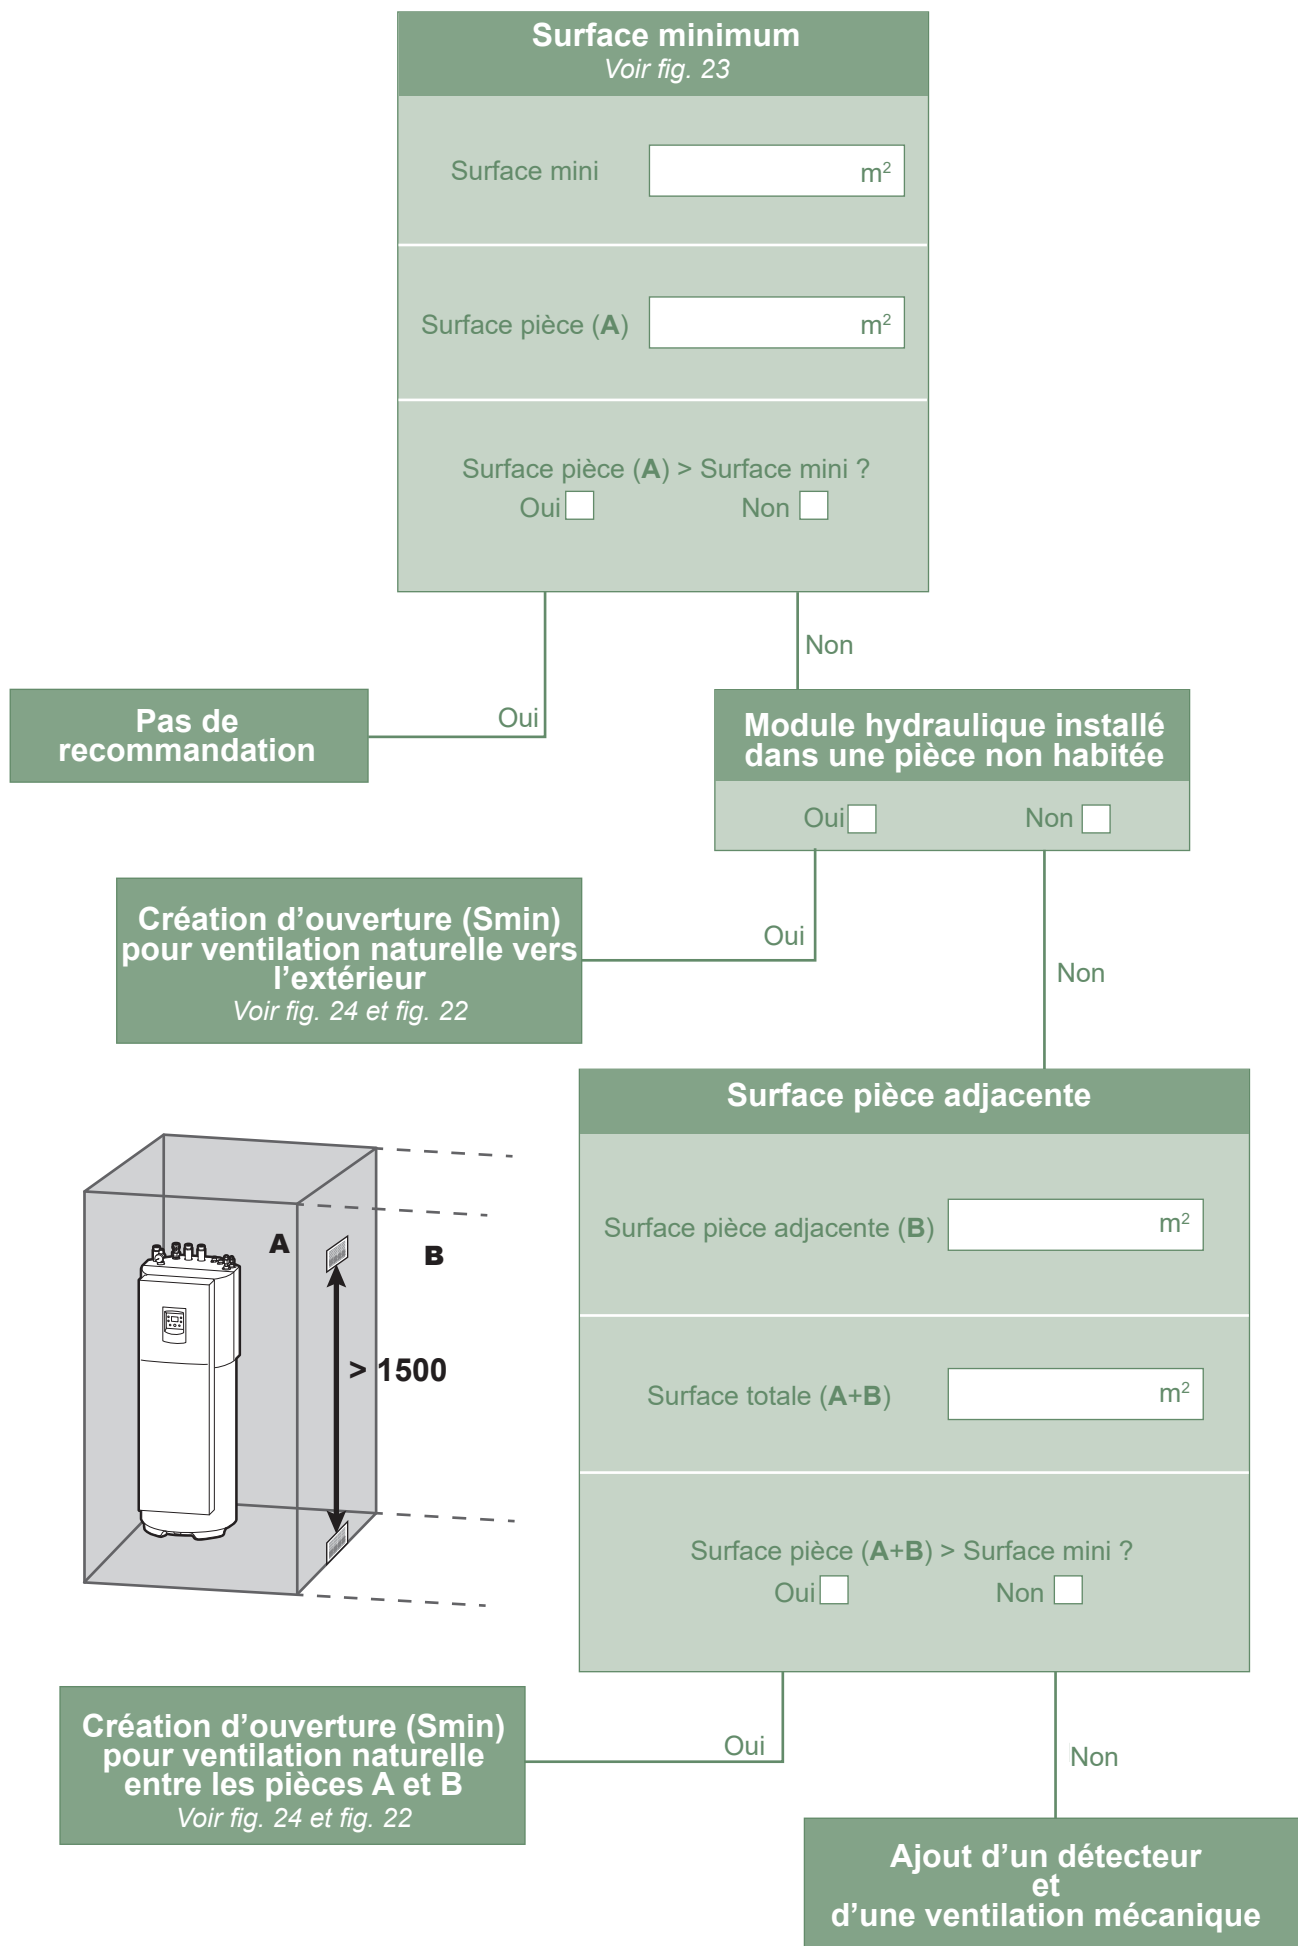 Surface minimum
Voir fig. 23
Surface mini
m²
Surface pièce (A)
m²
Surface pièce (A) > Surface mini ?
Oui
Non
Non
Oui
Pas de
recommandation
Module hydraulique installé
dans une pièce non habitée
Oui
Non
Oui
Non
Création d’ouverture (Smin)
pour ventilation naturelle vers
l’extérieur
Voir fig. 24 et fig. 22
Surface pièce adjacente
Surface pièce adjacente (B)
m²
Surface totale (A+B)
m²
Surface pièce (A+B) > Surface mini ?
Oui
Non
A
B
> 1500
Oui
Non
Création d’ouverture (Smin)
pour ventilation naturelle
entre les pièces A et B
Voir fig. 24 et fig. 22
Ajout d’un détecteur
et
d’une ventilation mécanique